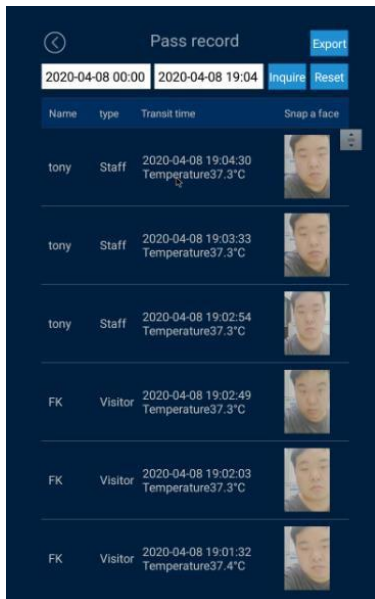 Pass record
Export
2020-04-08 00:00 2020-04-08 19:04 Inquire Reset
Name type Transit time Snap a face
tony Staff 2020-04-08 19:04:30
Temperature37.3°C
tony Staff 2020-04-08 19:03:33
Temperature37.3°C
tony Staff 2020-04-08 19:02:54
Temperature37.3°C
FK Visitor 2020-04-08 19:02:49
Temperature37.3°C
FK Visitor 2020-04-08 19:02:03
Temperature37.3°C
FK Visitor 2020-04-08 19:01:32
Temperature37.4°C